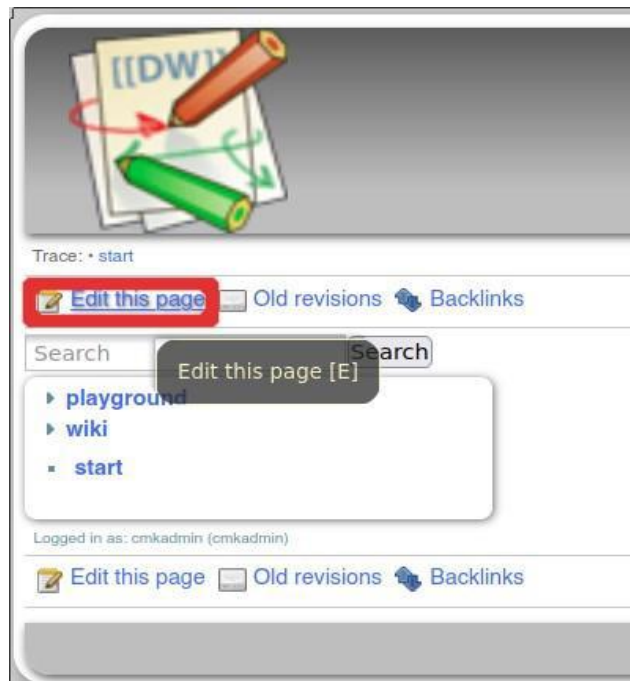 [[DW]]
Trace: • start
Edit this page Old revisions Backlinks
Search Search
Edit this page [E]
playground
wiki
start
Logged in as: cmkadmin (cmkadmin)
Edit this page Old revisions Backlinks